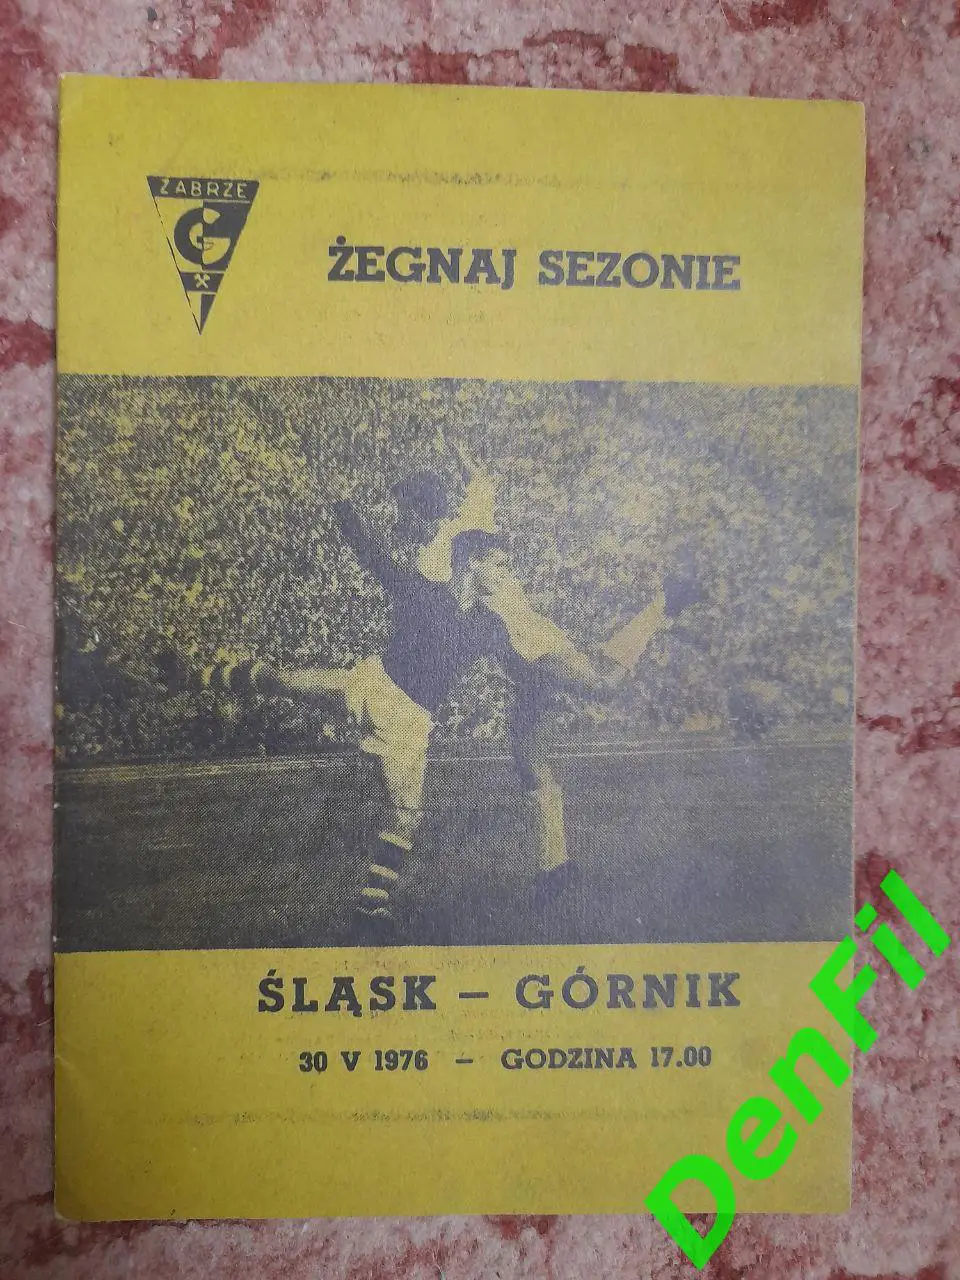 ZABRZE
G
ŻEGNAJ SEZONIE
ŚLĄSK – GÓRNIK
30 V 1976 – GODZINA 17.00
DenFil